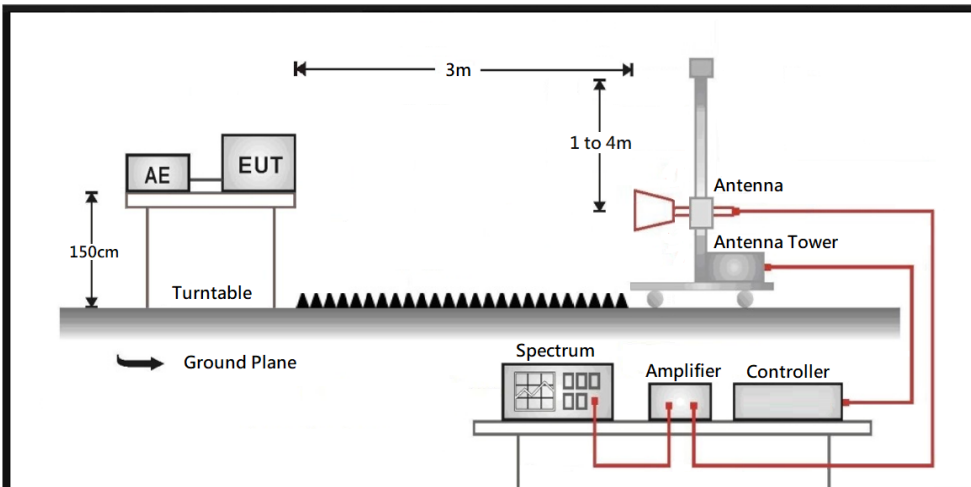 3m
1 to 4m
AE
EUT
Antenna
150cm
Antenna Tower
Turntable
Ground Plane
Spectrum
Amplifier
Controller